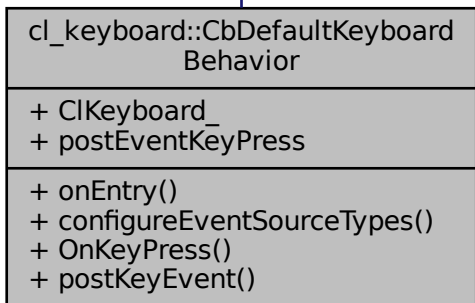 cl_keyboard::CbDefaultKeyboard
Behavior
+ ClKeyboard_
+ postEventKeyPress
+ onEntry()
+ configureEventSourceTypes()
+ OnKeyPress()
+ postKeyEvent()